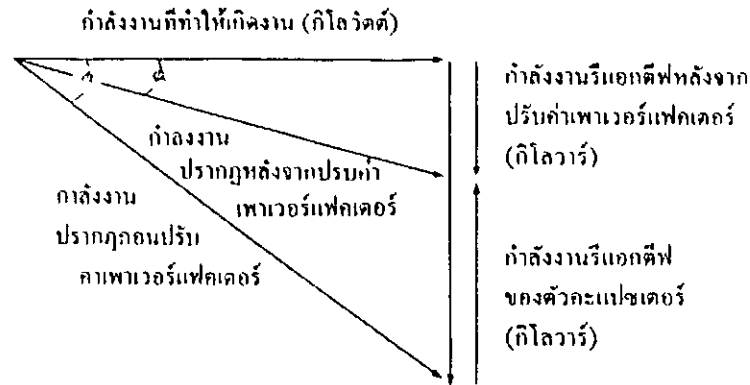 กำลังงานที่ทำให้เกิดงาน (กิโลวัตต์)
กำลังงานรีแอกตีฟหลังจาก
ปรับค่าเพาเวอร์แฟคเตอร์
(กิโลวาร์)
กำลังงาน
ปรากฏหลังจากปรับค่า
เพาเวอร์แฟคเตอร์
กำลังงาน
ปรากฏก่อนปรับ
ค่าเพาเวอร์แฟคเตอร์
กำลังงานรีแอกตีฟ
ของตัวคะแปซเตอร์
(กิโลวาร์)